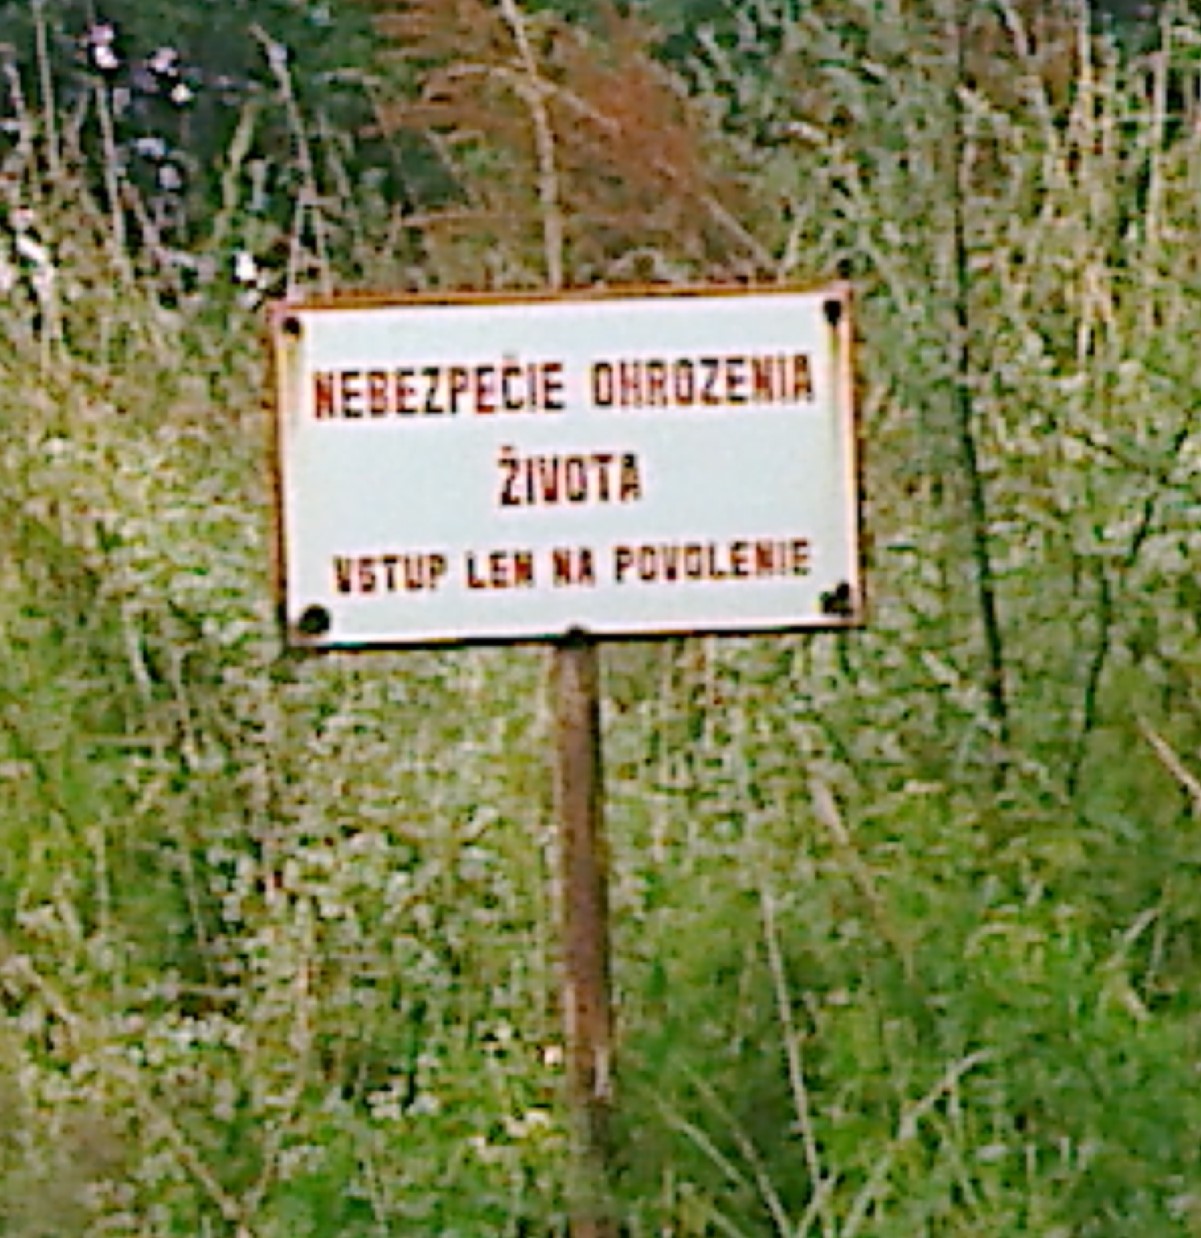 NEBEZPEČIE OHROZENIA
ŽIVOTA
VSTUP LEN NA POVOLENIE